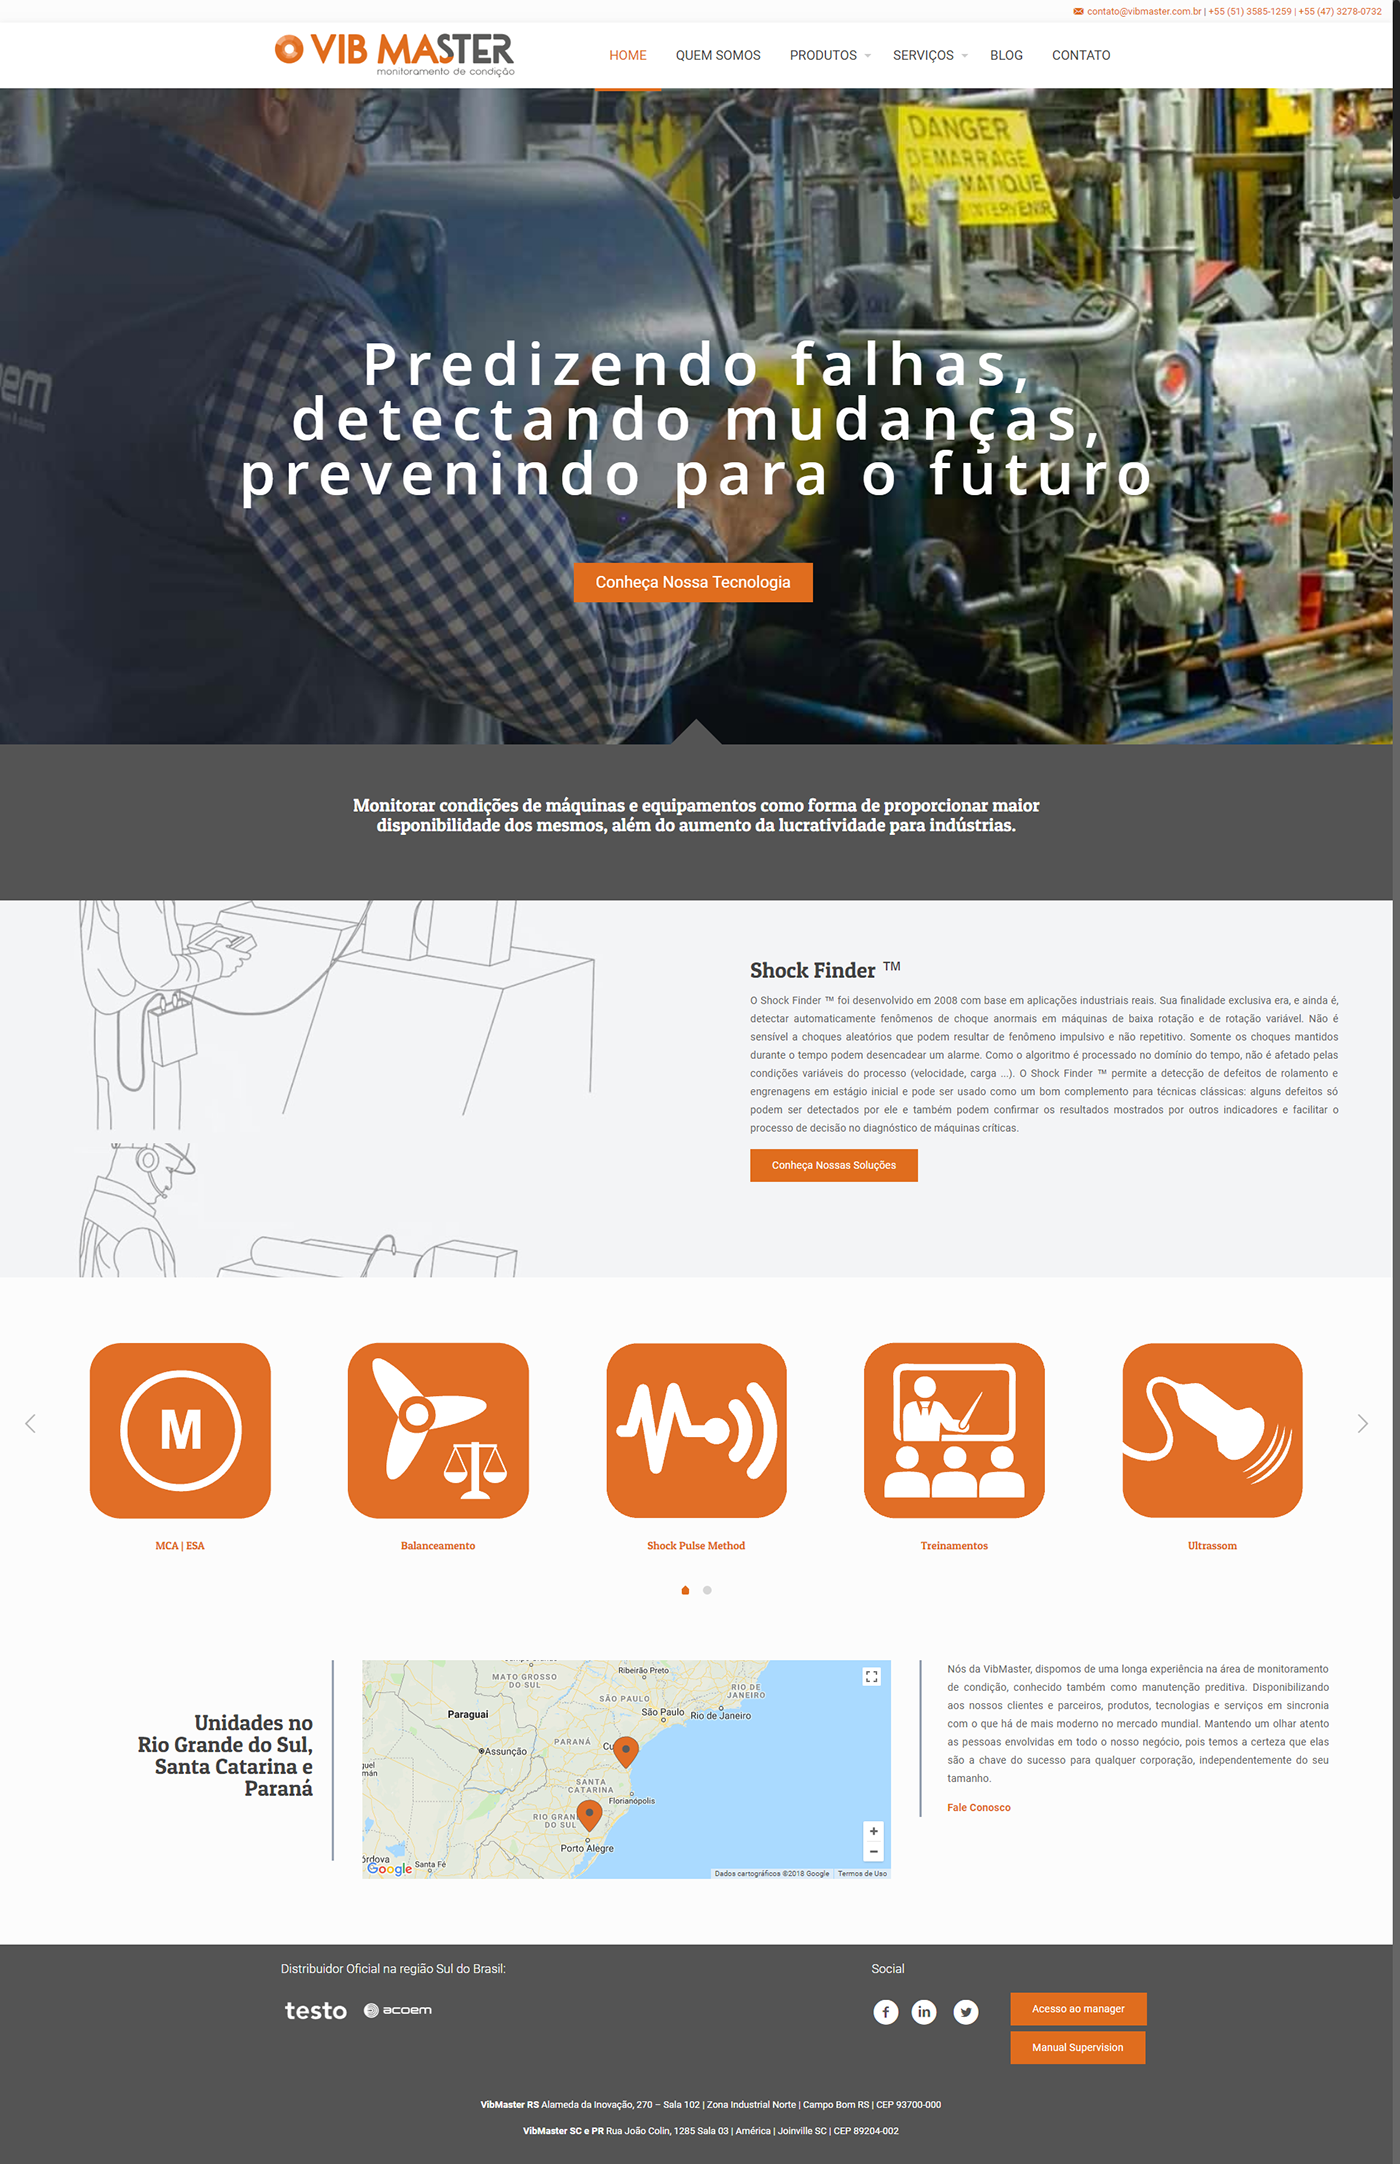 contato@vibmaster.com.br | +55 (51) 3585-1259 | +55 (47) 3278-0732
VIB MASTER
monitoramento de condição
HOME QUEM SOMOS PRODUTOS SERVIÇOS BLOG CONTATO
DANGER
DEMARRAGE
AUTOMATIQUE
INTERVENIR
Predizendo falhas,
detectando mudanças,
prevenindo para o futuro
Conheça Nossa Tecnologia
Monitorar condições de máquinas e equipamentos como forma de proporcionar maior
disponibilidade dos mesmos, além do aumento da lucratividade para indústrias.
Shock Finder ™
O Shock Finder ™ foi desenvolvido em 2008 com base em aplicações industriais reais. Sua finalidade exclusiva era, e ainda é,
detectar automaticamente fenômenos de choque anormais em máquinas de baixa rotação e de rotação variável. Não é
sensível a choques aleatórios que podem resultar de fenômeno impulsivo e não repetitivo. Somente os choques mantidos
durante o tempo podem desencadear um alarme. Como o algoritmo é processado no domínio do tempo, não é afetado pelas
condições variáveis do processo (velocidade, carga ...). O Shock Finder ™ permite a detecção de defeitos de rolamento e
engrenagens em estágio inicial e pode ser usado como um bom complemento para técnicas clássicas: alguns defeitos só
podem ser detectados por ele e também podem confirmar os resultados mostrados por outros indicadores e facilitar o
processo de decisão no diagnóstico de máquinas críticas.
Conheça Nossas Soluções
M
MCA | ESA
Balanceamento
Shock Pulse Method
Treinamentos
Ultrassom
Unidades no
Rio Grande do Sul,
Santa Catarina e
Paraná
MATO GROSSO
DO SUL
Ribeirão Preto
RIO DE
JANEIRO
SÃO PAULO
Paraguai
São Paulo
Rio de Janeiro
PARANÁ
Cu
Assunção
SANTA
CATARINA
Florianópolis
RIO GRAN
DO SUL
Porto Alegre
órdova
Santa Fé
Google
Dados cartográficos ©2018 Google
Termos de Uso
Nós da VibMaster, dispomos de uma longa experiência na área de monitoramento
de condição, conhecido também como manutenção preditiva. Disponibilizando
aos nossos clientes e parceiros, produtos, tecnologias e serviços em sincronia
com o que há de mais moderno no mercado mundial. Mantendo um olhar atento
as pessoas envolvidas em todo o nosso negócio, pois temos a certeza que elas
são a chave do sucesso para qualquer corporação, independentemente do seu
tamanho.
Fale Conosco
Distribuidor Oficial na região Sul do Brasil:
testo acoem
Social
Acesso ao manager
Manual Supervision
VibMaster RS Alameda da Inovação, 270 – Sala 102 | Zona Industrial Norte | Campo Bom RS | CEP 93700-000
VibMaster SC e PR Rua João Colin, 1285 Sala 03 | América | Joinville SC | CEP 89204-002